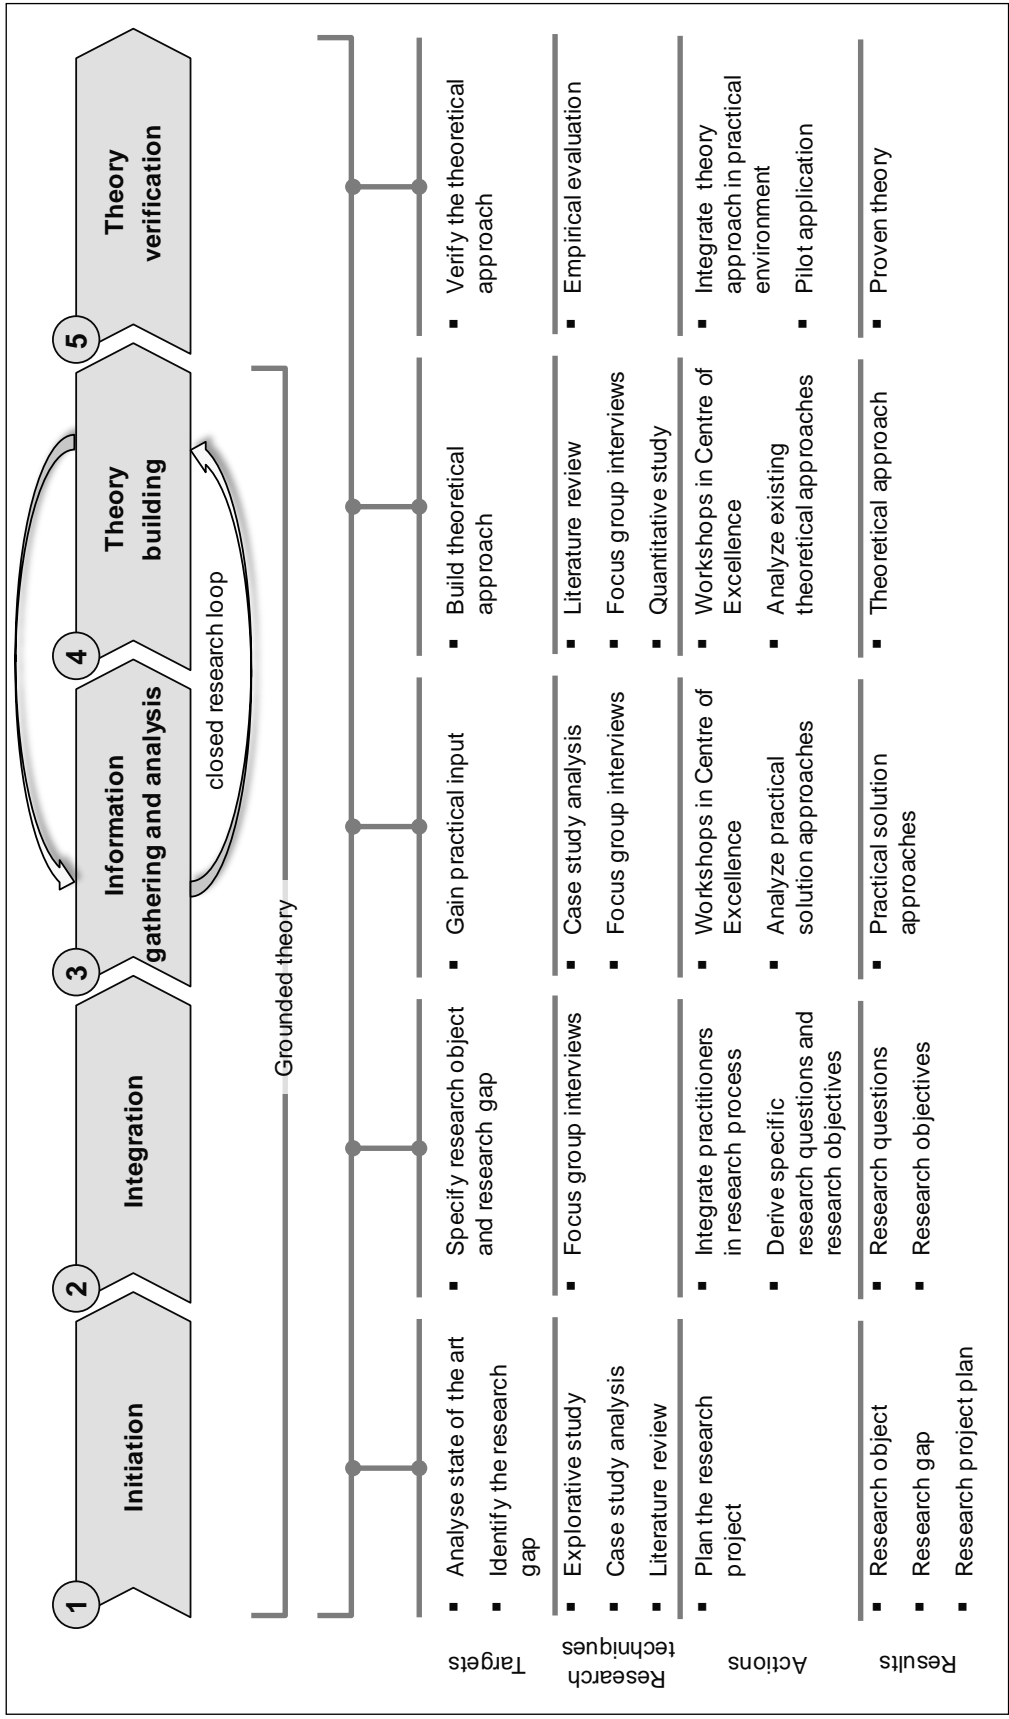 1
Initiation
2
Integration
3
Information
gathering and analysis
4
Theory
building
5
Theory
verification
closed research loop
Grounded theory
Targets
Analyse state of the art
Identify the research
gap
Specify research object
and research gap
Gain practical input
Build theoretical
approach
Verify the theoretical
approach
Research
techniques
Explorative study
Case study analysis
Literature review
Focus group interviews
Case study analysis
Focus group interviews
Literature review
Focus group interviews
Quantitative study
Empirical evaluation
Actions
Plan the research
project
Integrate practitioners
in research process
Derive specific
research questions and
research objectives
Workshops in Centre of
Excellence
Analyze practical
solution approaches
Workshops in Centre of
Excellence
Analyze existing
theoretical approaches
Integrate theory
approach in practical
environment
Pilot application
Results
Research object
Research gap
Research project plan
Research questions
Research objectives
Practical solution
approaches
Theoretical approach
Proven theory